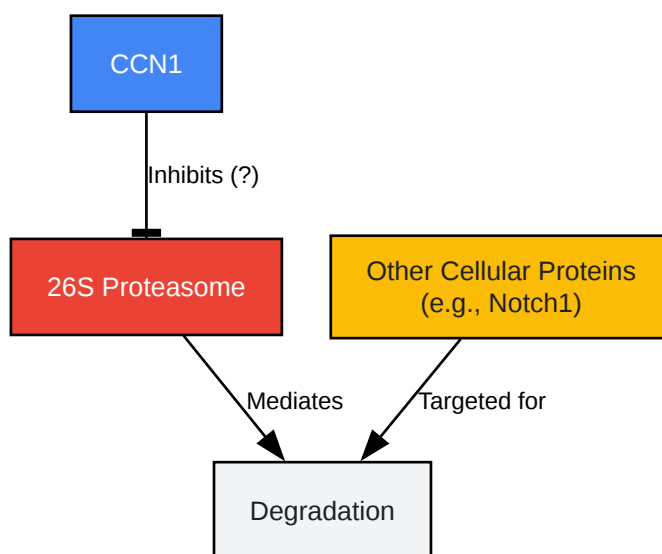 CCN1
Inhibits (?)
26S Proteasome
Other Cellular Proteins
(e.g., Notch1)
Mediates
Targeted for
Degradation